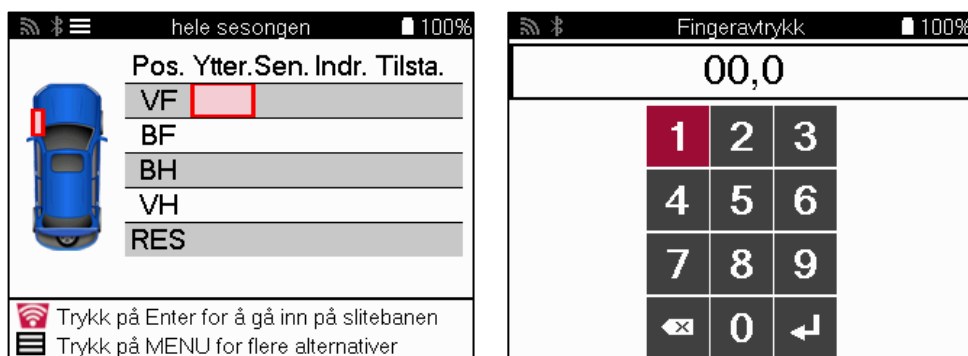 hele sesongen 100%
Pos. Ytter. Sen. Indr. Tilsta.
VF
BF
BH
VH
RES
Trykk på Enter for å gå inn på slitebanen
Trykk på MENU for flere alternativer
Fingeravtrykk 100%
00,0
1 2 3
4 5 6
7 8 9
0